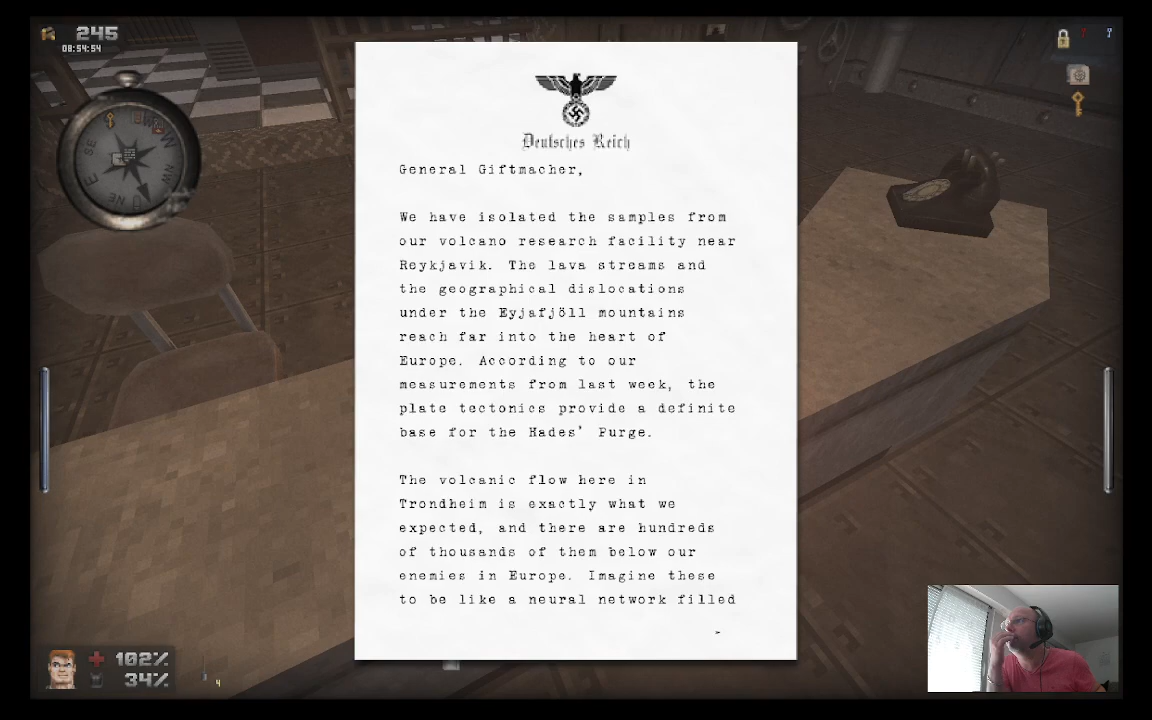 245
08:54:54
Deutsches Reich
General Giftmacher,
We have isolated the samples from
our volcano research facility near
Reykjavik. The lava streams and
the geographical dislocations
under the Eyjafjöll mountains
reach far into the heart of
Europe. According to our
measurements from last week, the
plate tectonics provide a definite
base for the Hades' Purge.
The volcanic flow here in
Trondheim is exactly what we
expected, and there are hundreds
of thousands of them below our
enemies in Europe. Imagine these
to be like a neural network filled
SE
E
NE
N
NW
W
102%
34%
4